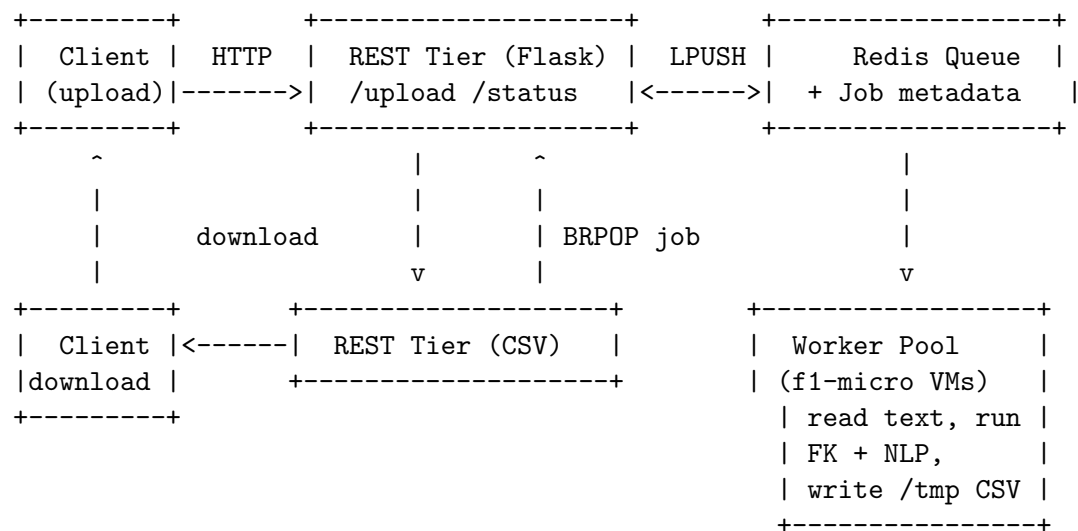 +---------+         +---------------------+         +------------------+
|  Client |  HTTP   |  REST Tier (Flask)  |  LPUSH  |     Redis Queue  |
| (upload)|------->|  /upload /status    |<------>|  + Job metadata    |
+---------+         +---------------------+         +------------------+
     ^                    |       ^                       |
     |                    |       |                       |
     |      download      |       | BRPOP job             |
     |                    v       |                       v
+---------+        +---------------------+         +-----------------+
|  Client |<------|  REST Tier (CSV)    |         |  Worker Pool     |
|download |        +---------------------+         | (f1-micro VMs)   |
+---------+                                          | read text, run |
| FK + NLP,      |
| write /tmp CSV |
+----------------+